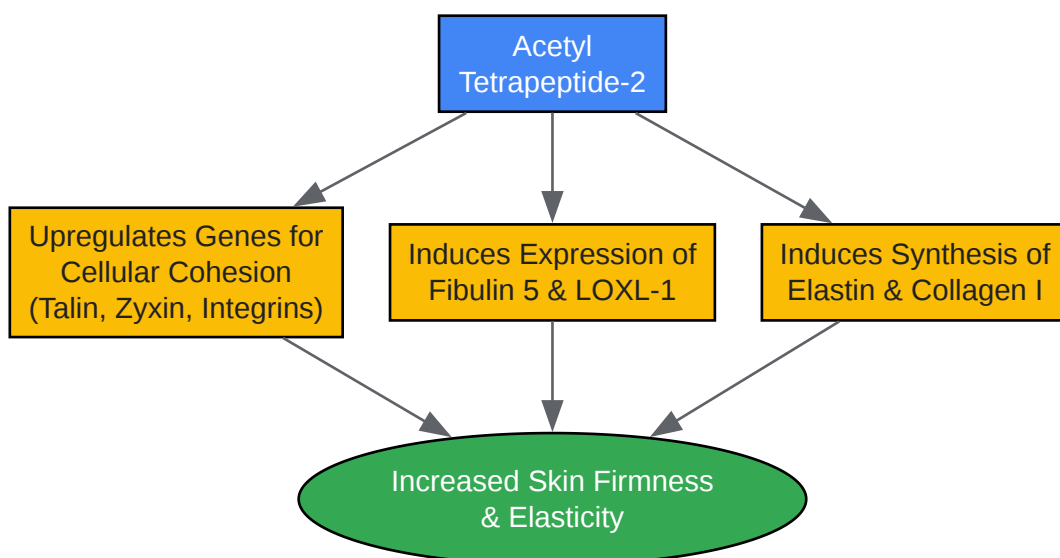 Acetyl
Tetrapeptide-2
Upregulates Genes for
Cellular Cohesion
(Talin, Zyxin, Integrins)
Induces Expression of
Fibulin 5 & LOXL-1
Induces Synthesis of
Elastin & Collagen I
Increased Skin Firmness
& Elasticity